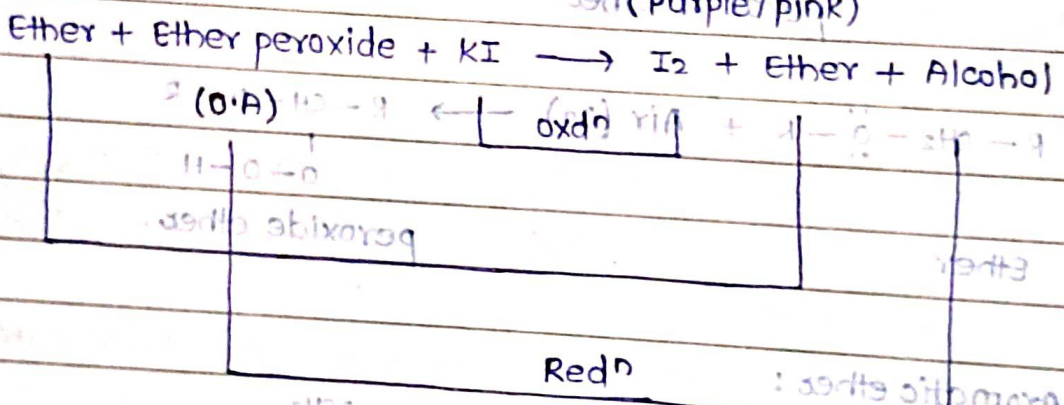 (Purple/pink)
Ether + Ether peroxide + KI ⟶ I2 + Ether + Alcohol
(O.A)
oxdⁿ
Redⁿ